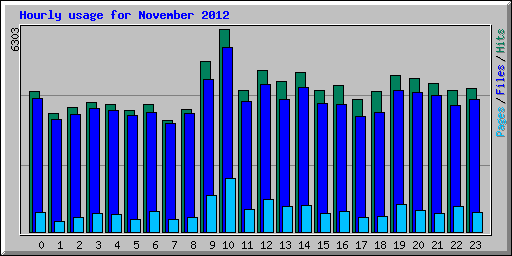 Hourly usage for November 2012
6303
Pages/Files/Hits
0 1 2 3 4 5 6 7 8 9 10 11 12 13 14 15 16 17 18 19 20 21 22 23